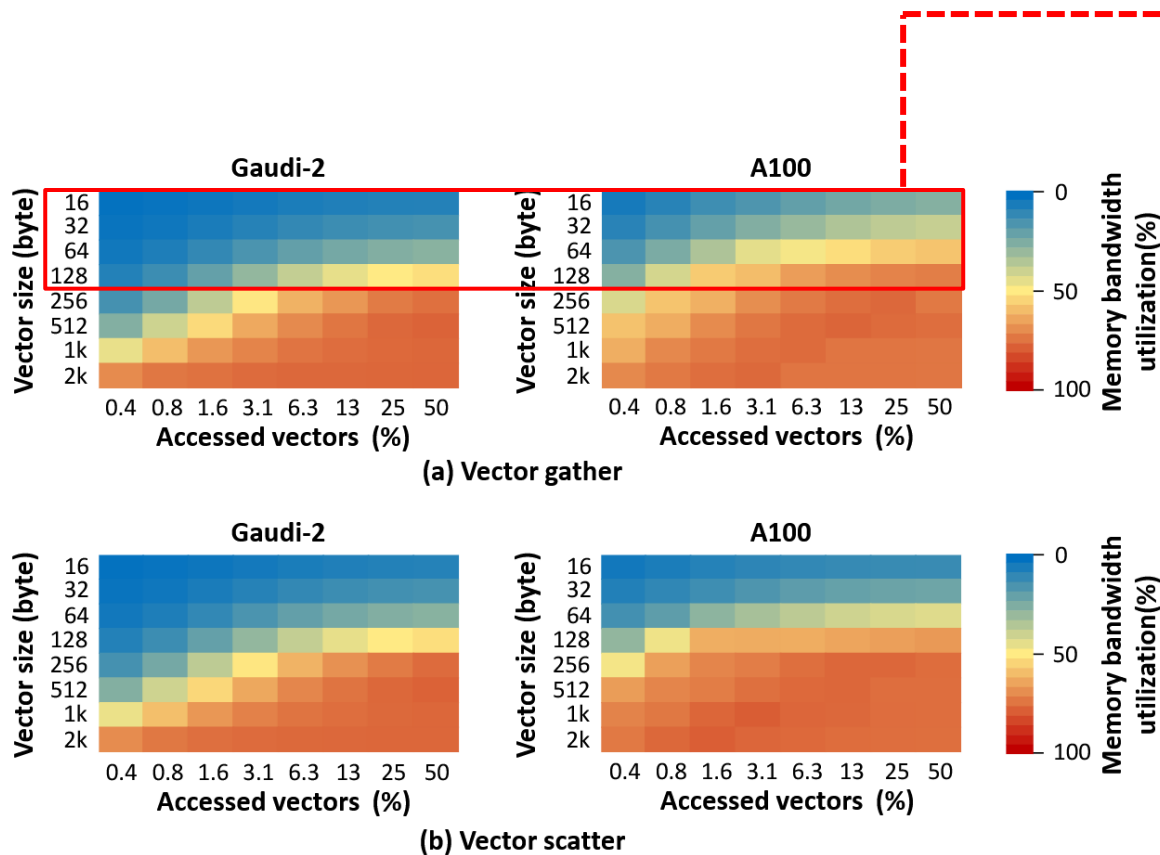 Gaudi-2
A100
Vector size (byte)
16
32
64
128
256
512
1k
2k
0.4 0.8 1.6 3.1 6.3 13 25 50
Accessed vectors (%)
Vector size (byte)
16
32
64
128
256
512
1k
2k
0.4 0.8 1.6 3.1 6.3 13 25 50
Accessed vectors (%)
0
50
100
Memory bandwidth
utilization(%)
(a) Vector gather
Gaudi-2
A100
Vector size (byte)
16
32
64
128
256
512
1k
2k
0.4 0.8 1.6 3.1 6.3 13 25 50
Accessed vectors (%)
Vector size (byte)
16
32
64
128
256
512
1k
2k
0.4 0.8 1.6 3.1 6.3 13 25 50
Accessed vectors (%)
0
50
100
Memory bandwidth
utilization(%)
(b) Vector scatter